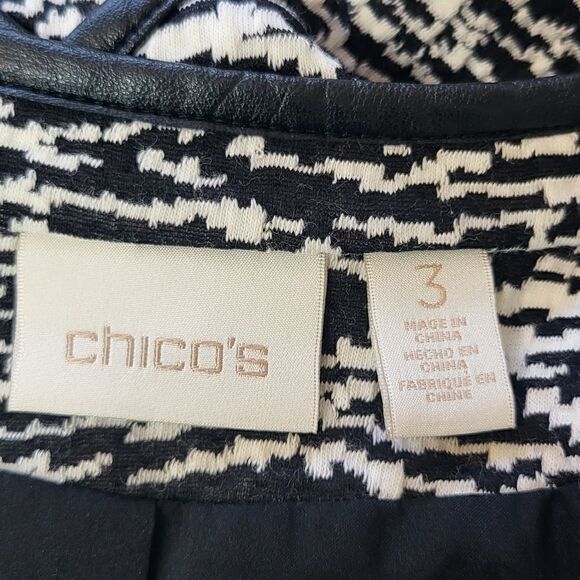 chico's
3
MADE IN
CHINA
HECHO EN
CHINA
FABRIQUÉ EN
CHINE